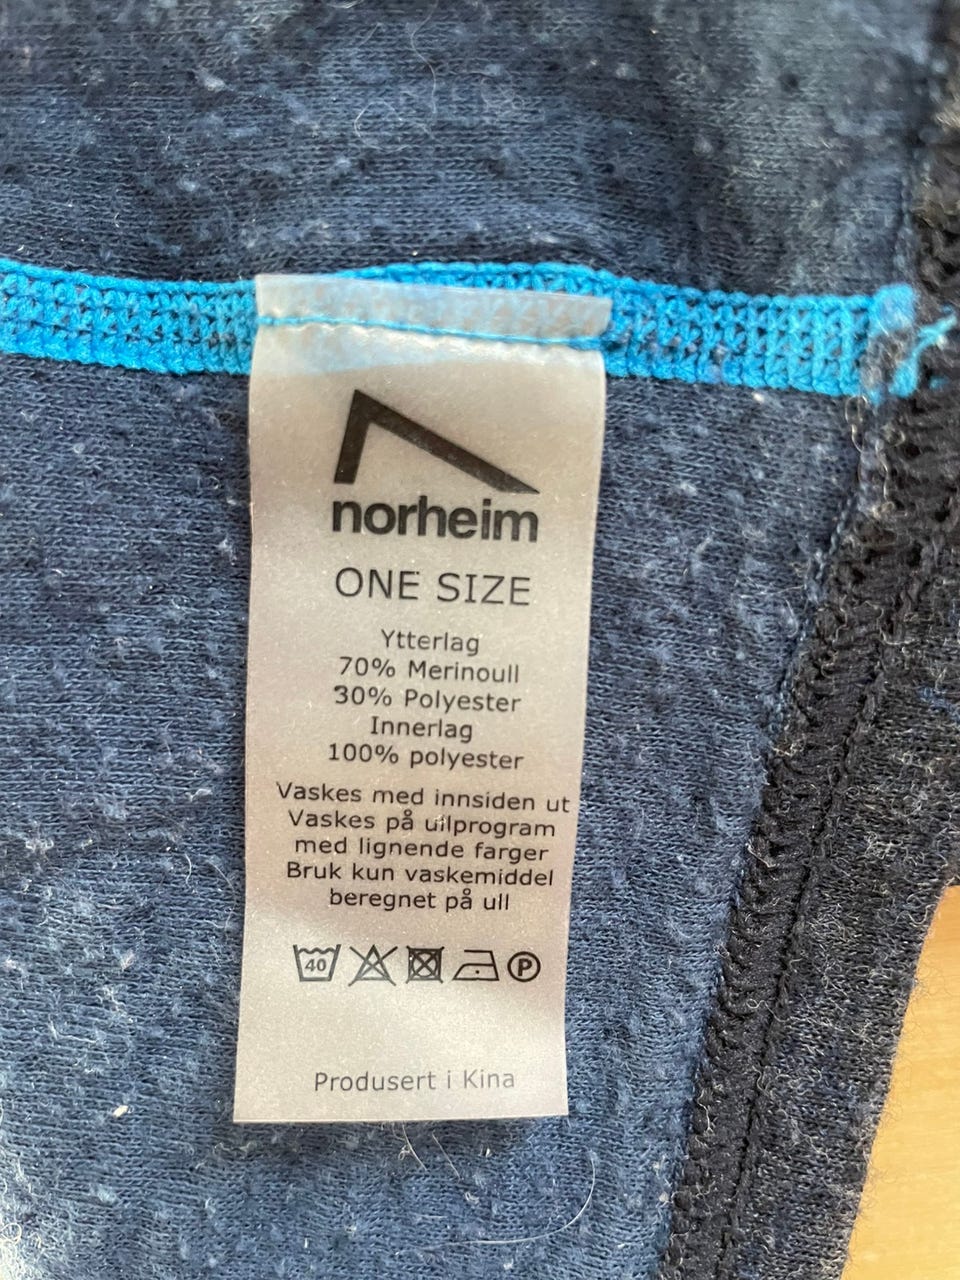 norheim
ONE SIZE
Ytterlag
70% Merinoull
30% Polyester
Innerlag
100% polyester
Vaskes med innsiden ut
Vaskes på uilprogram
med lignende farger
Bruk kun vaskemiddel
beregnet på ull
40 P
Produsert i Kina